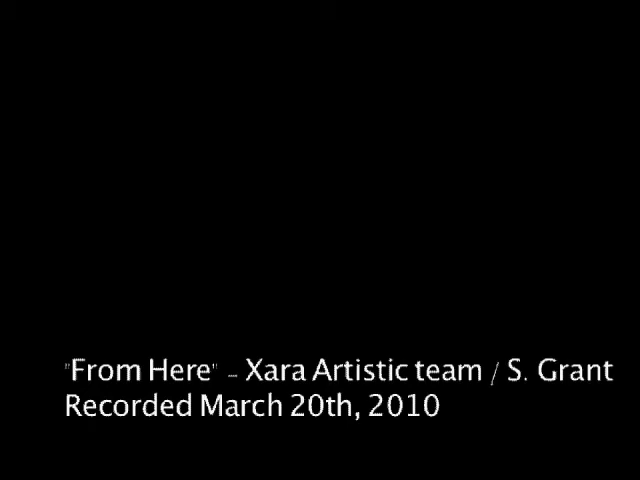 "From Here" – Xara Artistic team / S. Grant
Recorded March 20th, 2010